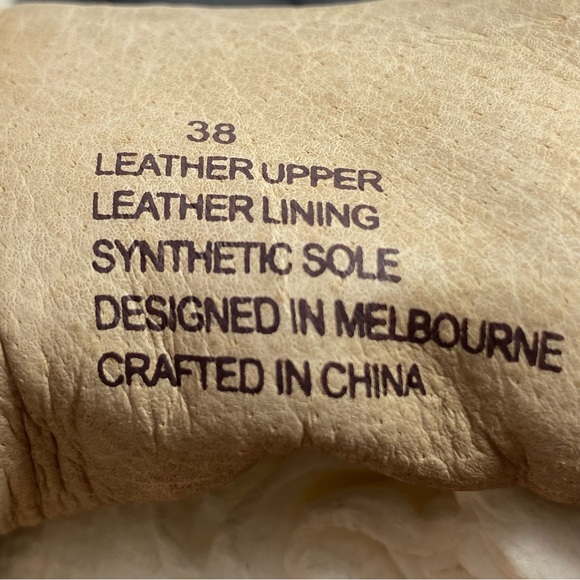 38
LEATHER UPPER
LEATHER LINING
SYNTHETIC SOLE
DESIGNED IN MELBOURNE
CRAFTED IN CHINA